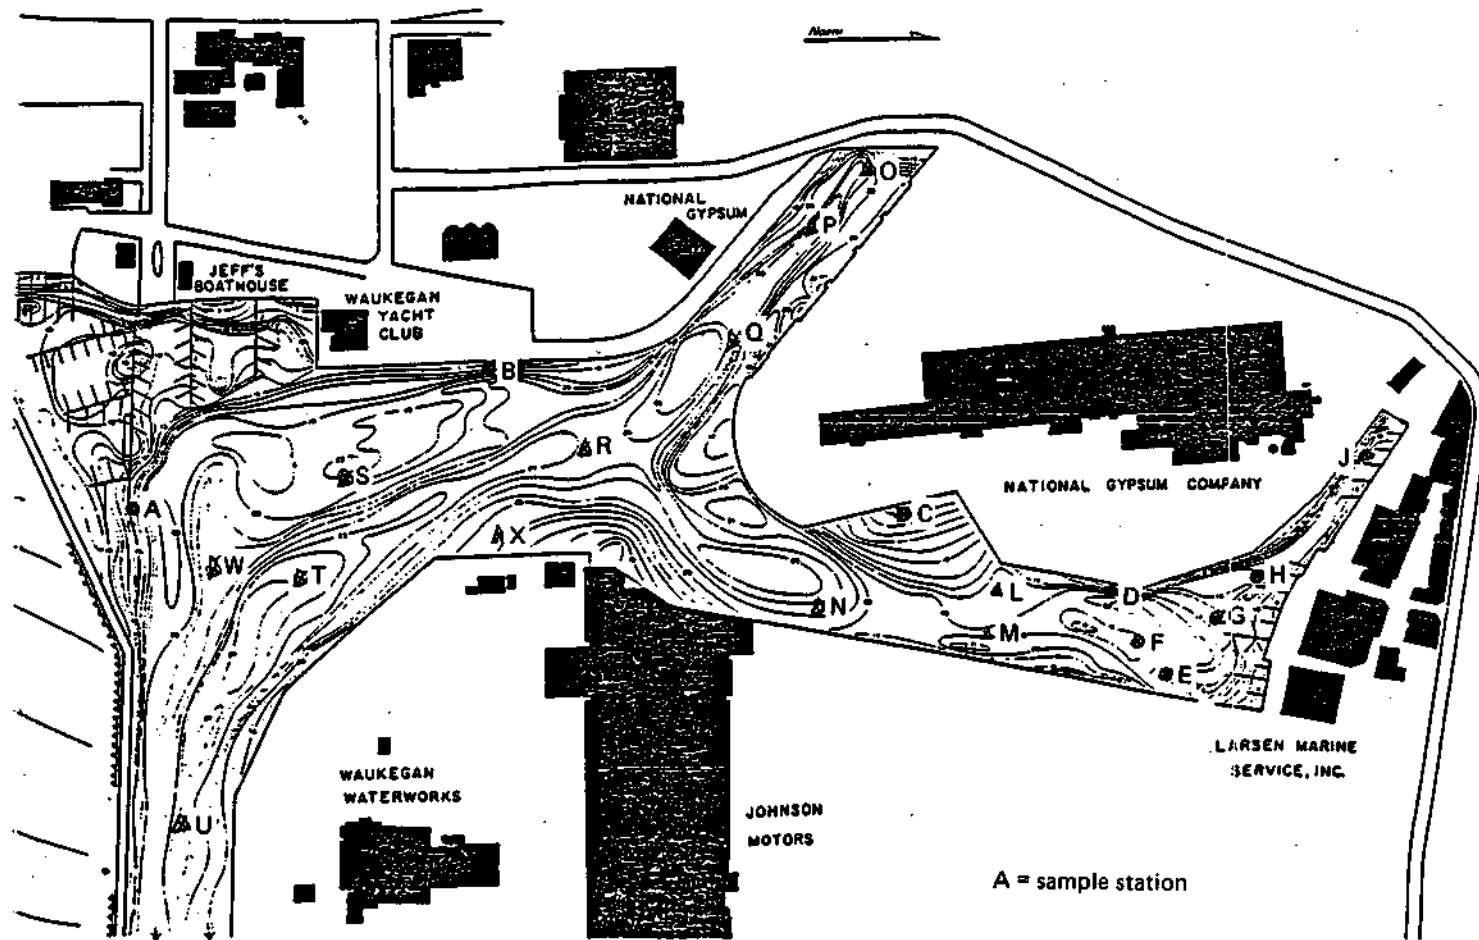 NATIONAL
GYPSUM
JEFF'S
BOATHOUSE
WAUKEGAN
YACHT
CLUB
O
P
Q
B
R
S
A
X
W
T
C
J
NATIONAL GYPSUM COMPANY
H
L
D
N
G
M
F
E
LARSEN MARINE
SERVICE, INC.
WAUKEGAN
WATERWORKS
U
JOHNSON
MOTORS
A = sample station